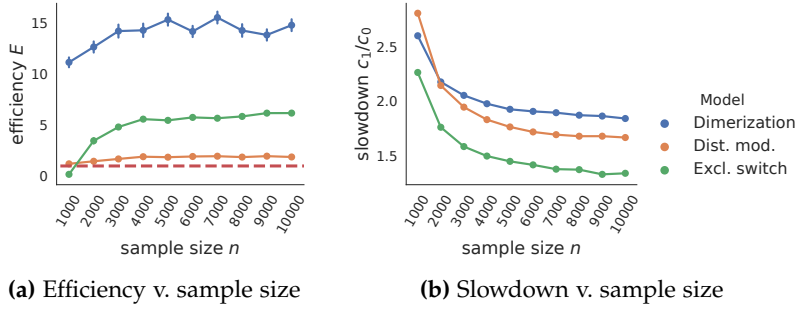 15
10
5
0
efficiency E
1000
2000
3000
4000
5000
6000
7000
8000
9000
10000
sample size n
(a) Efficiency v. sample size
2.5
2.0
1.5
slowdown c₁/c₀
1000
2000
3000
4000
5000
6000
7000
8000
9000
10000
sample size n
(b) Slowdown v. sample size
Model
Dimerization
Dist. mod.
Excl. switch